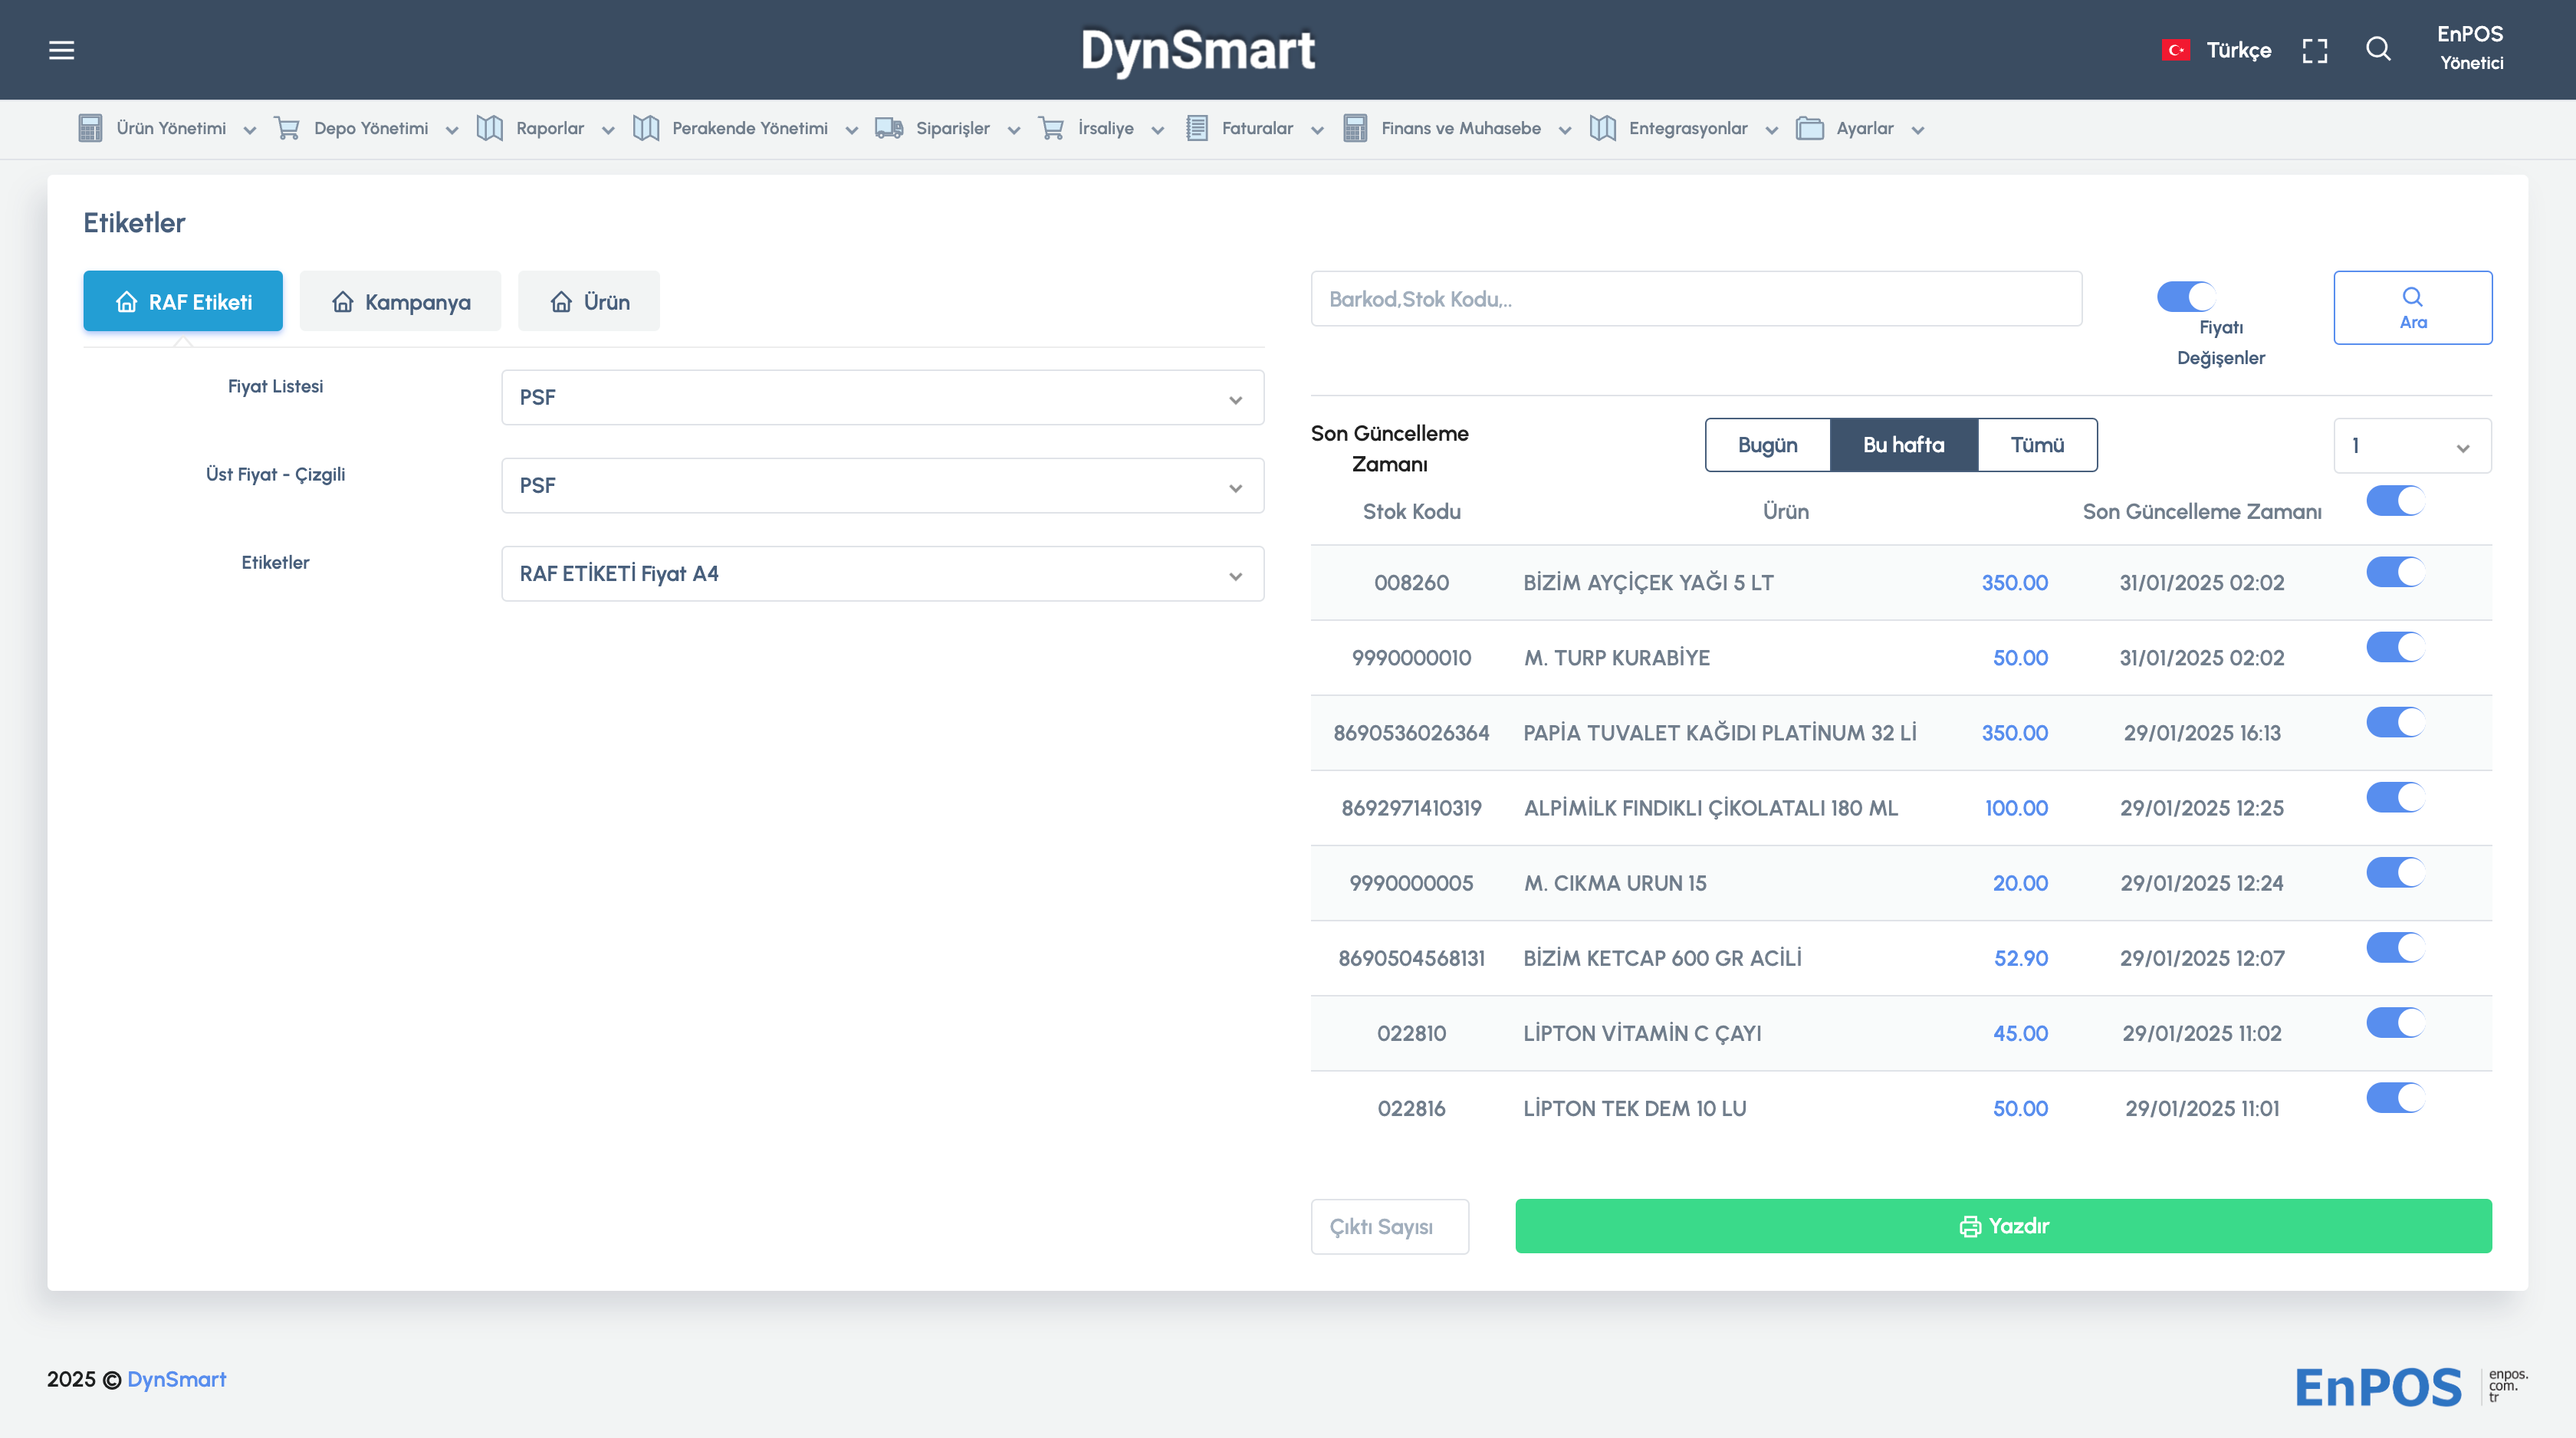 DynSmart
Türkçe
EnPOS
Yönetici
Ürün Yönetimi
Depo Yönetimi
Raporlar
Perakende Yönetimi
Siparişler
İrsaliye
Faturalar
Finans ve Muhasebe
Entegrasyonlar
Ayarlar
Etiketler
RAF Etiketi
Kampanya
Ürün
Fiyat Listesi
PSF
Üst Fiyat - Çizgili
PSF
Etiketler
RAF ETİKETİ Fiyat A4
Barkod,Stok Kodu,..
Fiyatı
Değişenler
Ara
Son Güncelleme
Zamanı
Bugün
Bu hafta
Tümü
1
Stok Kodu Ürün Son Güncelleme Zamanı
008260 BİZİM AYÇİÇEK YAĞI 5 LT 350.00 31/01/2025 02:02
9990000010 M. TURP KURABİYE 50.00 31/01/2025 02:02
8690536026364 PAPİA TUVALET KAĞIDI PLATİNUM 32 Lİ 350.00 29/01/2025 16:13
8692971410319 ALPİMİLK FINDIKLI ÇİKOLATALI 180 ML 100.00 29/01/2025 12:25
9990000005 M. CIKMA URUN 15 20.00 29/01/2025 12:24
8690504568131 BİZİM KETCAP 600 GR ACİLİ 52.90 29/01/2025 12:07
022810 LİPTON VİTAMİN C ÇAYI 45.00 29/01/2025 11:02
022816 LİPTON TEK DEM 10 LU 50.00 29/01/2025 11:01
Çıktı Sayısı
Yazdır
2025 © DynSmart
EnPOS
enpos.
com.
tr